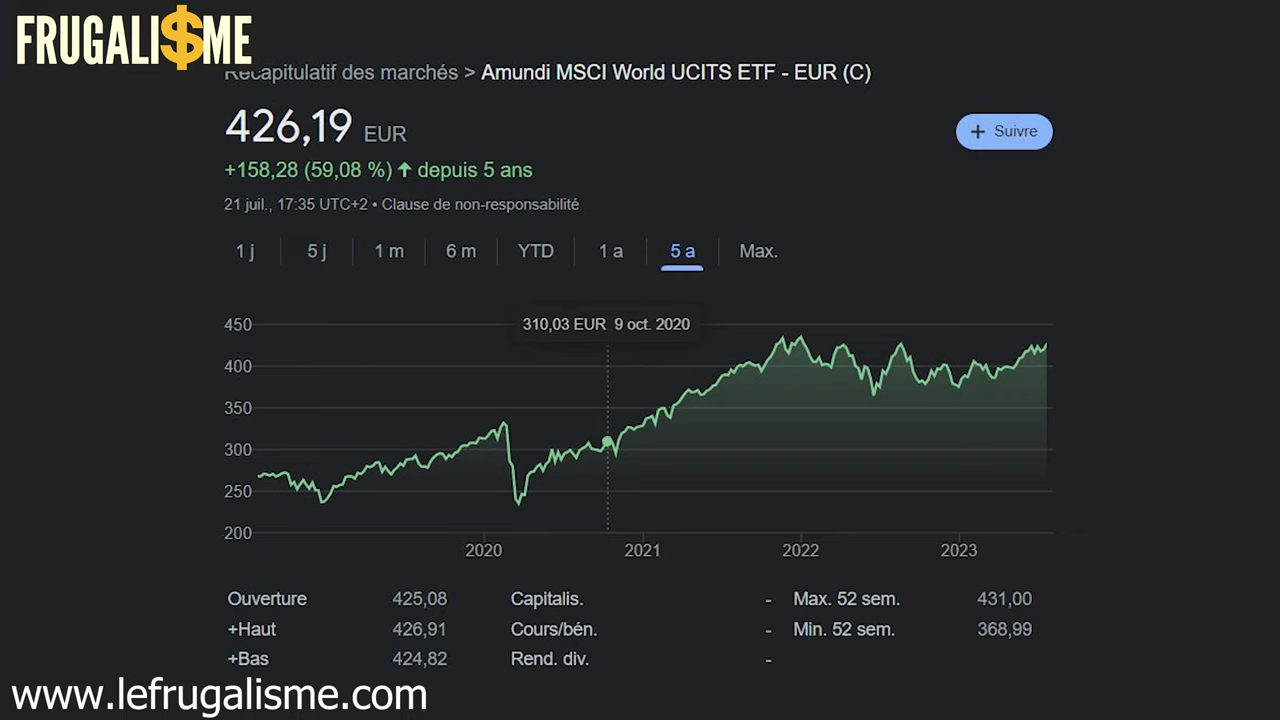 FRUGALI$ME
Récapitulatif des marchés > Amundi MSCI World UCITS ETF - EUR (C)
426,19 EUR
+ Suivre
+158,28 (59,08 %) ↑ depuis 5 ans
21 juil., 17:35 UTC+2 • Clause de non-responsabilité
1 j 5 j 1 m 6 m YTD 1 a 5 a Max.
310,03 EUR 9 oct. 2020
450
400
350
300
250
200
2020 2021 2022 2023
Ouverture 425,08 Capitalis. - Max. 52 sem. 431,00
+Haut 426,91 Cours/bén. - Min. 52 sem. 368,99
+Bas 424,82 Rend. div. -
www.lefrugalisme.com